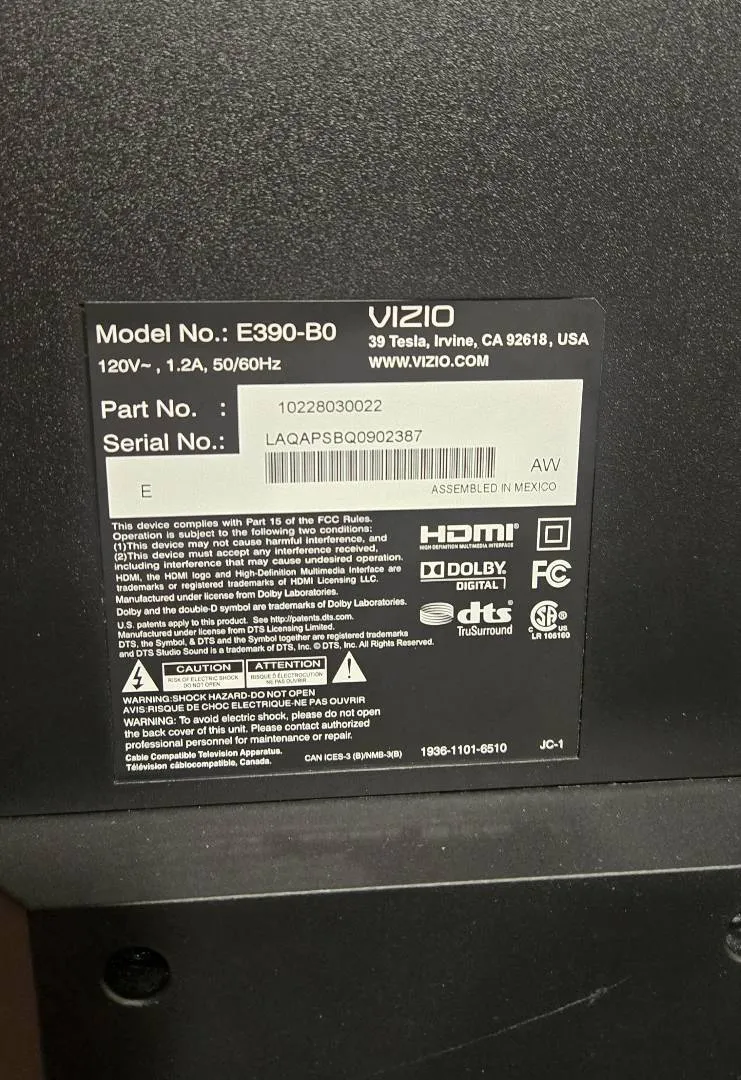 VIZIO
Model No.: E390-B0
39 Tesla, Irvine, CA 92618, USA
120V~ , 1.2A, 50/60Hz
WWW.VIZIO.COM
Part No. : 10228030022
Serial No.: LAQAPSBQ0902387
E
AW
ASSEMBLED IN MEXICO
This device complies with Part 15 of the FCC Rules.
Operation is subject to the following two conditions:
(1)This device may not cause harmful interference, and
(2)This device must accept any interference received,
including interference that may cause undesired operation.
HDMI, the HDMI logo and High-Definition Multimedia Interface are
trademarks or registered trademarks of HDMI Licensing LLC.
Manufactured under license from Dolby Laboratories.
Dolby and the double-D symbol are trademarks of Dolby Laboratories.
U.S. patents apply to this product. See http://patents.dts.com.
Manufactured under license from DTS Licensing Limited.
DTS, the Symbol, & DTS and the Symbol together are registered trademarks
and DTS Studio Sound is a trademark of DTS, Inc. © DTS, Inc. All Rights Reserved.
HDMI®
HIGH DEFINITION MULTIMEDIA INTERFACE
DOLBY
DIGITAL
FC
dts
TruSurround
SA®
C US
LR 106160
CAUTION
RISK OF ELECTRIC SHOCK
DO NOT OPEN
ATTENTION
RISQUE D'ÉLECTROCUTION
NE PAS OUVRIR
WARNING:SHOCK HAZARD-DO NOT OPEN
AVIS:RISQUE DE CHOC ELECTRIQUE-NE PAS OUVRIR
WARNING: To avoid electric shock, please do not open
the back cover of this unit. Please contact authorized
professional personnel for maintenance or repair.
Cable Compatible Television Apparatus.
Télévision câblocompatible, Canada.
CAN ICES-3 (B)/NMB-3(B)
1936-1101-6510
JC-1